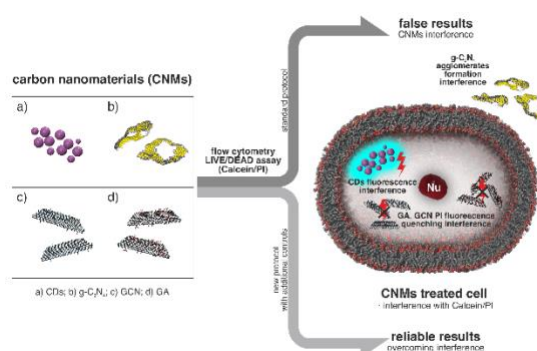 false results
CNMs interference
g-C₃N₄
agglomerates
formation
interference
carbon nanomaterials (CNMs)
a)
b)
c)
d)
a) CDs; b) g-C₃N₄; c) GCN; d) GA
flow cytometry
LIVE/DEAD assay
(Calcein/PI)
standard protocol
new protocol
with additional controls
CDs fluorescence
interference
Nu
GA, GCN PI fluorescence
quenching interference
CNMs treated cell
- interference with Calcein/PI
reliable results
overcoming interference